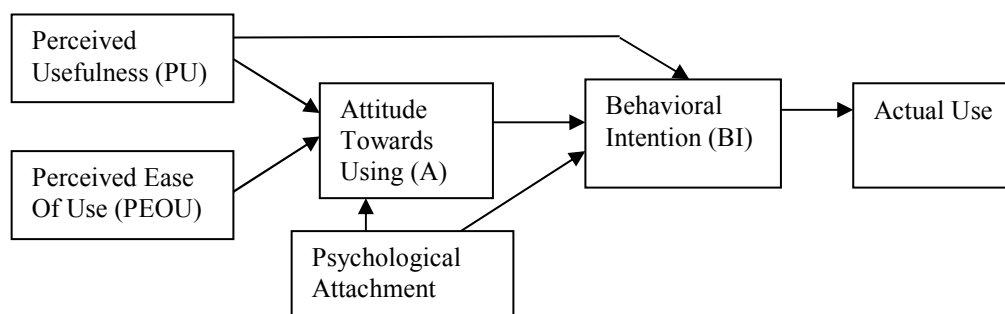 Perceived
Usefulness (PU)
Attitude
Towards
Using (A)
Behavioral
Intention (BI)
Actual Use
Perceived Ease
Of Use (PEOU)
Psychological
Attachment